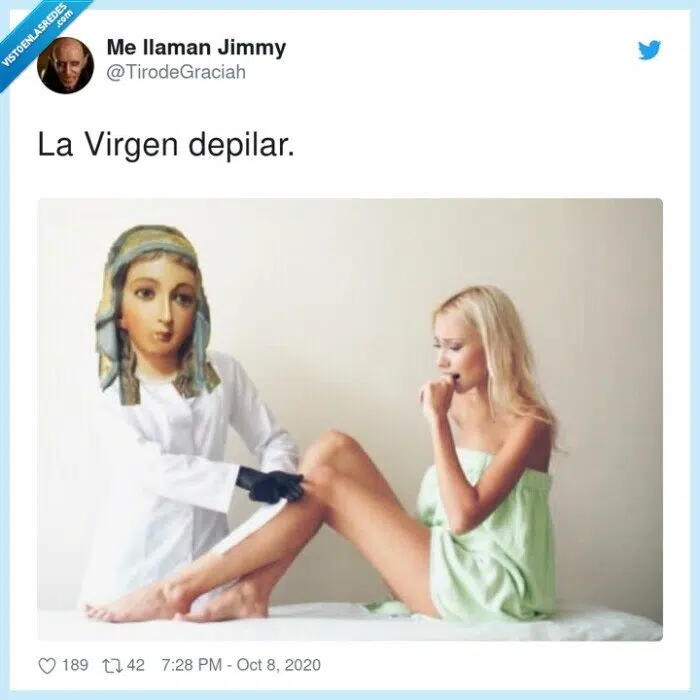 VISTOENLASREDES
.com
Me llaman Jimmy
@TirodeGraciah
La Virgen depilar.
189 42 7:28 PM - Oct 8, 2020